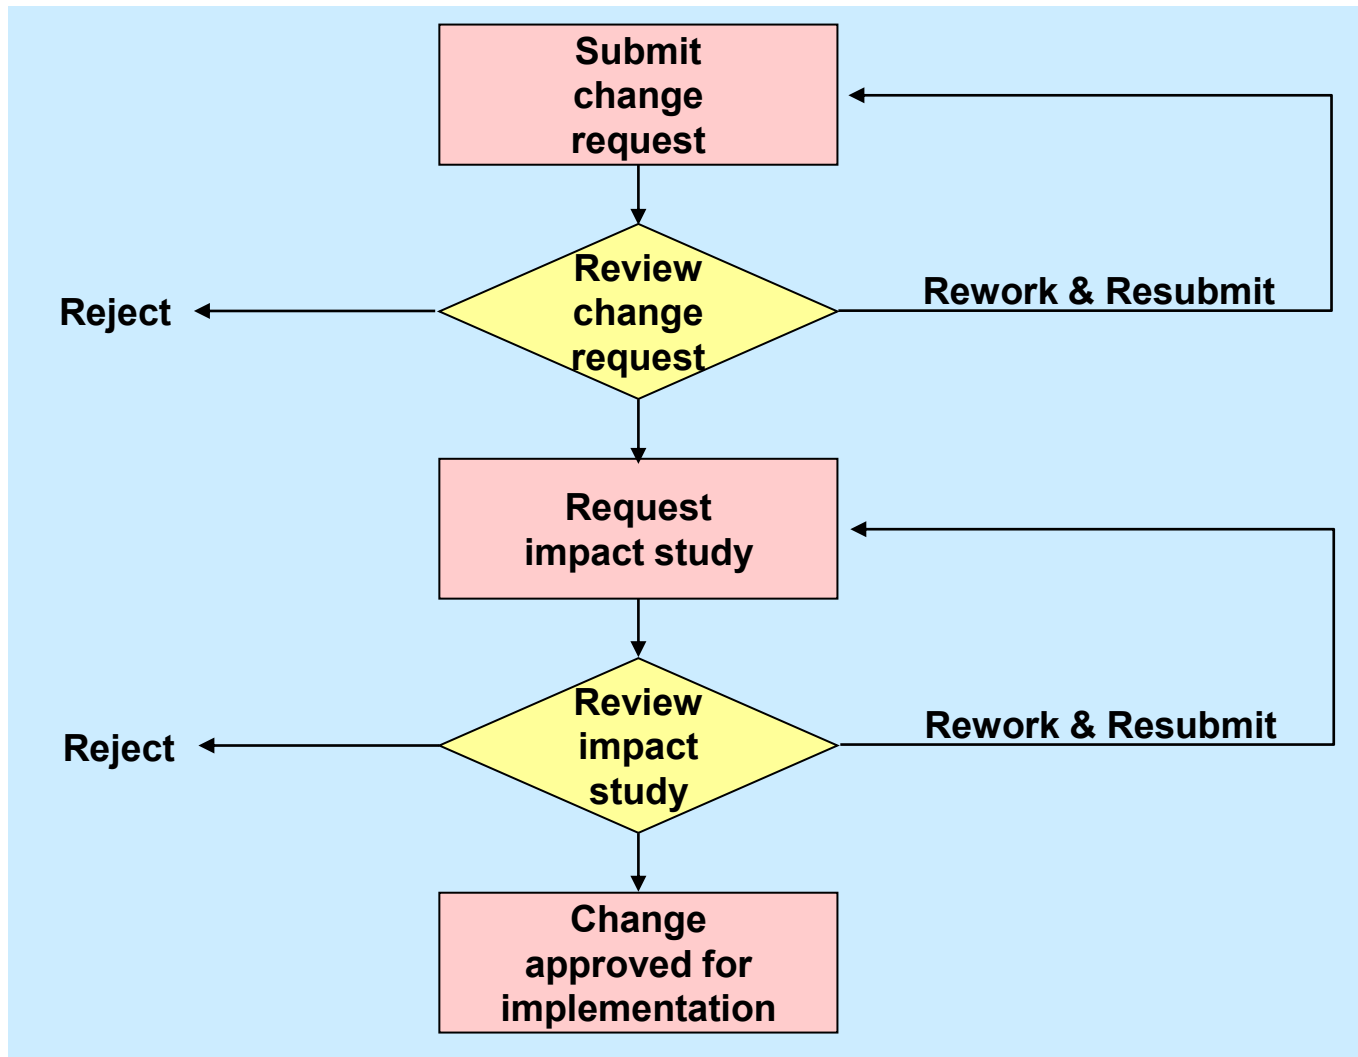 Submit
change
request
Review
change
request
Reject
Rework & Resubmit
Request
impact study
Review
impact
study
Reject
Rework & Resubmit
Change
approved for
implementation